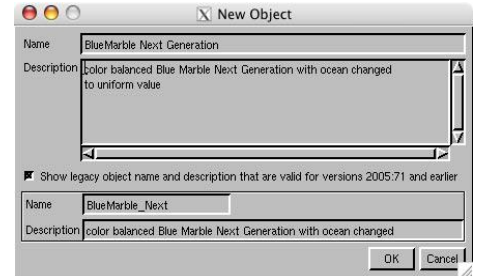 New Object
Name BlueMarble Next Generation
Description color balanced Blue Marble Next Generation with ocean changed
to uniform value
Show legacy object name and description that are valid for versions 2005:71 and earlier
Name BlueMarble_Next
Description color balanced Blue Marble Next Generation with ocean changed
OK Cancel